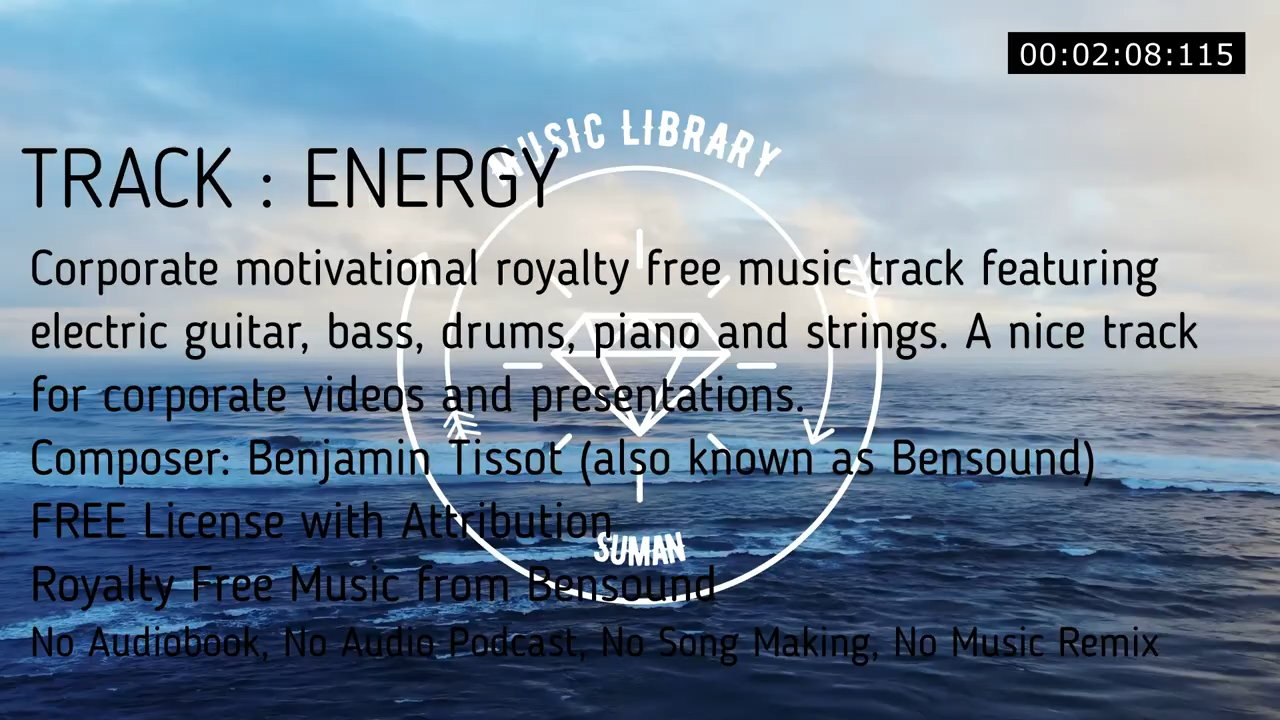 00:02:08:115
MUSIC LIBRARY
TRACK : ENERGY
Corporate motivational royalty free music track featuring
electric guitar, bass, drums, piano and strings. A nice track
for corporate videos and presentations.
Composer: Benjamin Tissot (also known as Bensound)
FREE License with Attribution
SUMAN
Royalty Free Music from Bensound
No Audiobook, No Audio Podcast, No Song Making, No Music Remix